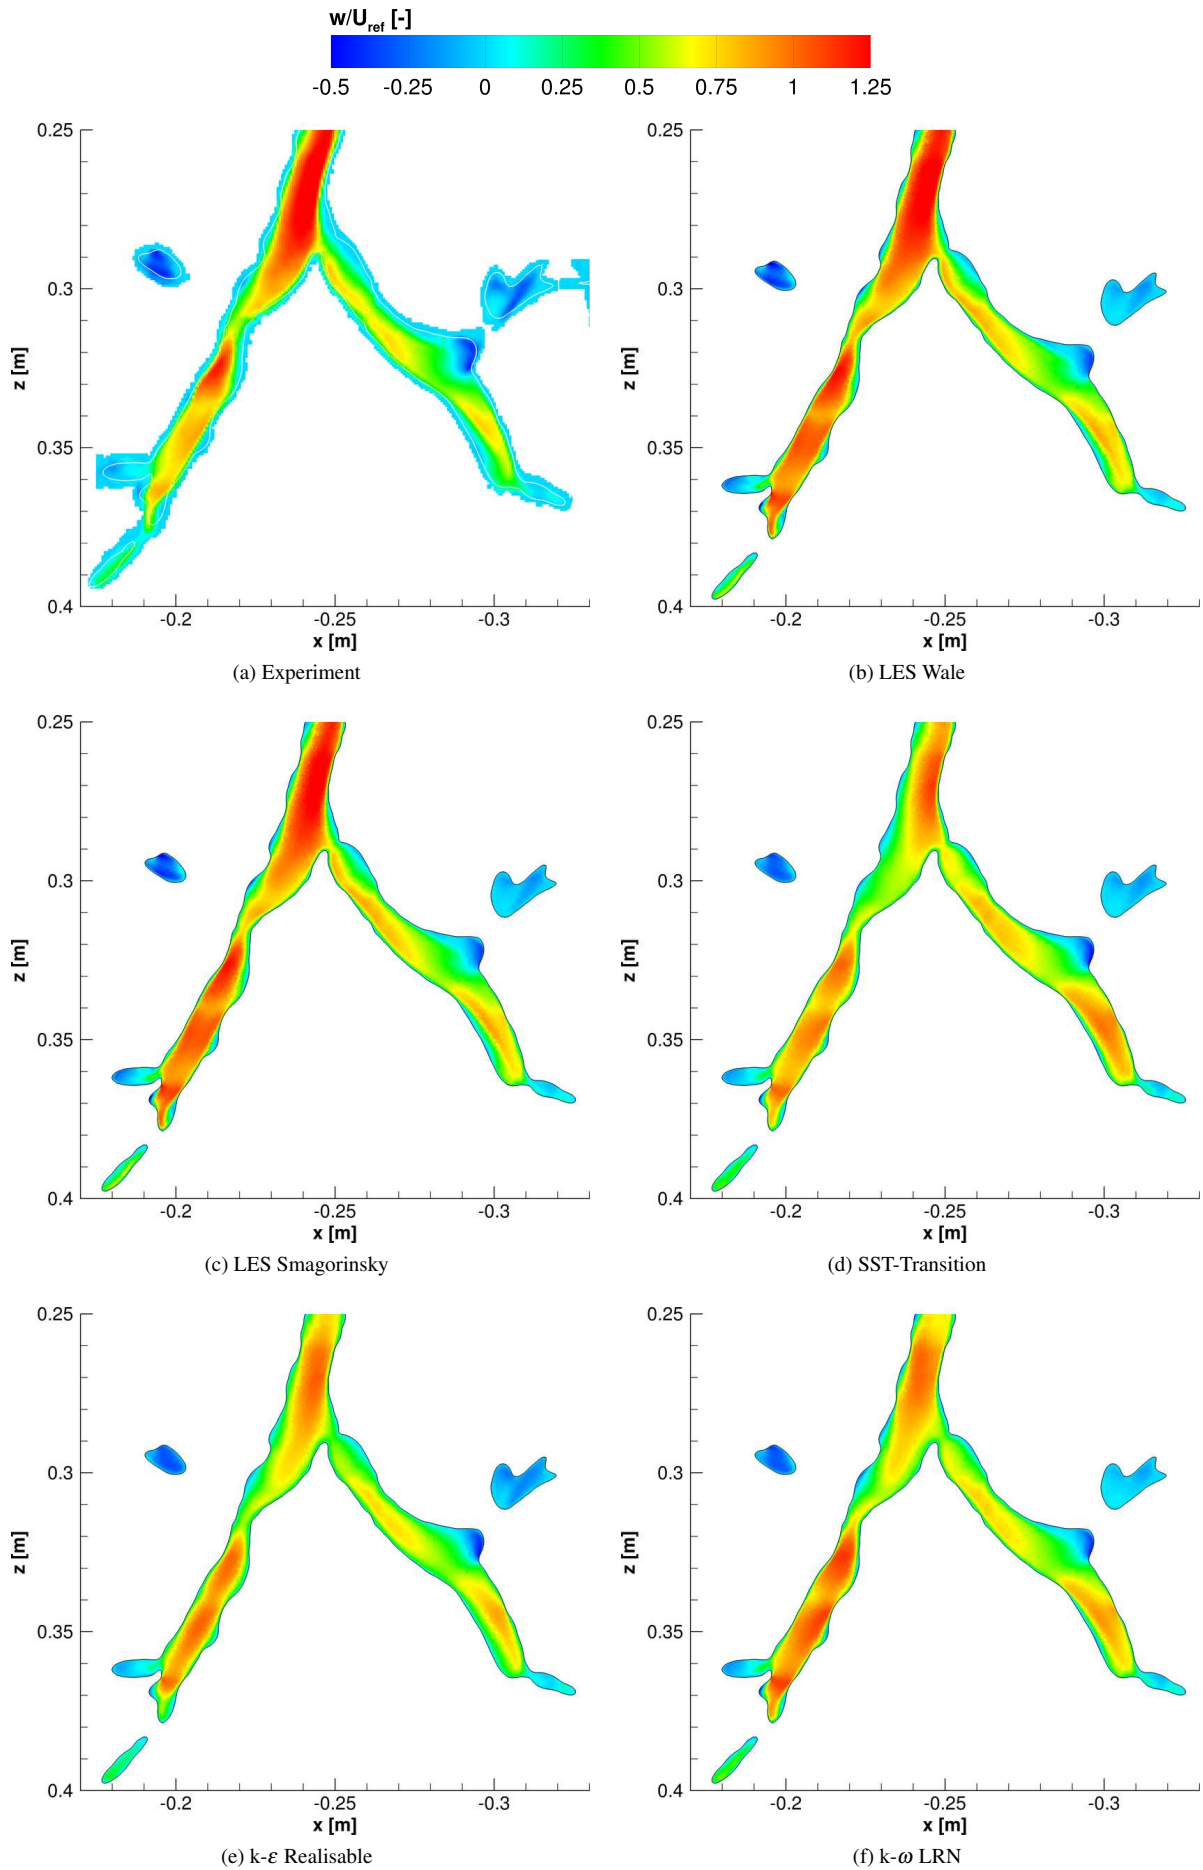 w/U_ref [-]
-0.5 -0.25 0 0.25 0.5 0.75 1 1.25
0.25
0.3
0.35
0.4
z [m]
-0.2 -0.25 -0.3
x [m]
(a) Experiment
0.25
0.3
0.35
0.4
z [m]
-0.2 -0.25 -0.3
x [m]
(b) LES Wale
0.25
0.3
0.35
0.4
z [m]
-0.2 -0.25 -0.3
x [m]
(c) LES Smagorinsky
0.25
0.3
0.35
0.4
z [m]
-0.2 -0.25 -0.3
x [m]
(d) SST-Transition
0.25
0.3
0.35
0.4
z [m]
-0.2 -0.25 -0.3
x [m]
(e) k-ε Realisable
0.25
0.3
0.35
0.4
z [m]
-0.2 -0.25 -0.3
x [m]
(f) k-ω LRN